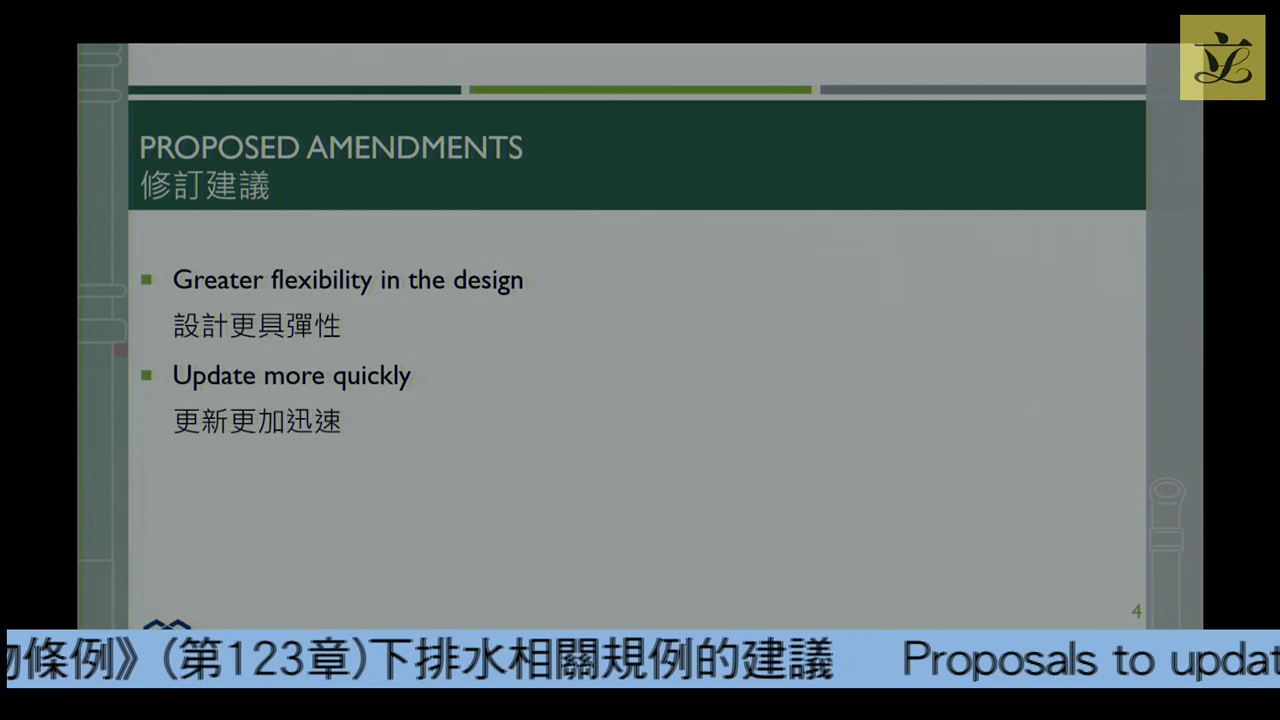 PROPOSED AMENDMENTS
修訂建議
Greater flexibility in the design
設計更具彈性
Update more quickly
更新更加迅速
4
條例》(第123章)下排水相關規例的建議 Proposals to